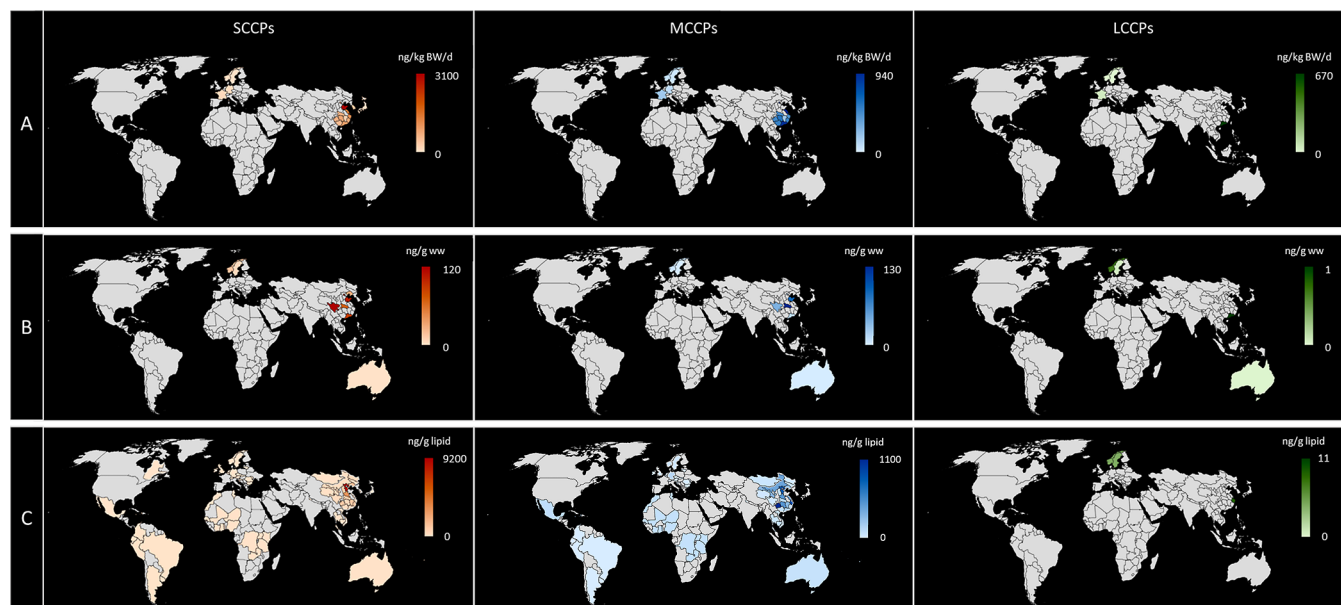 SCCPs
MCCPs
LCCPs
A
ng/kg BW/d
3100
0
ng/kg BW/d
940
0
ng/kg BW/d
670
0
B
ng/g ww
120
0
ng/g ww
130
0
ng/g ww
1
0
C
ng/g lipid
9200
0
ng/g lipid
1100
0
ng/g lipid
11
0